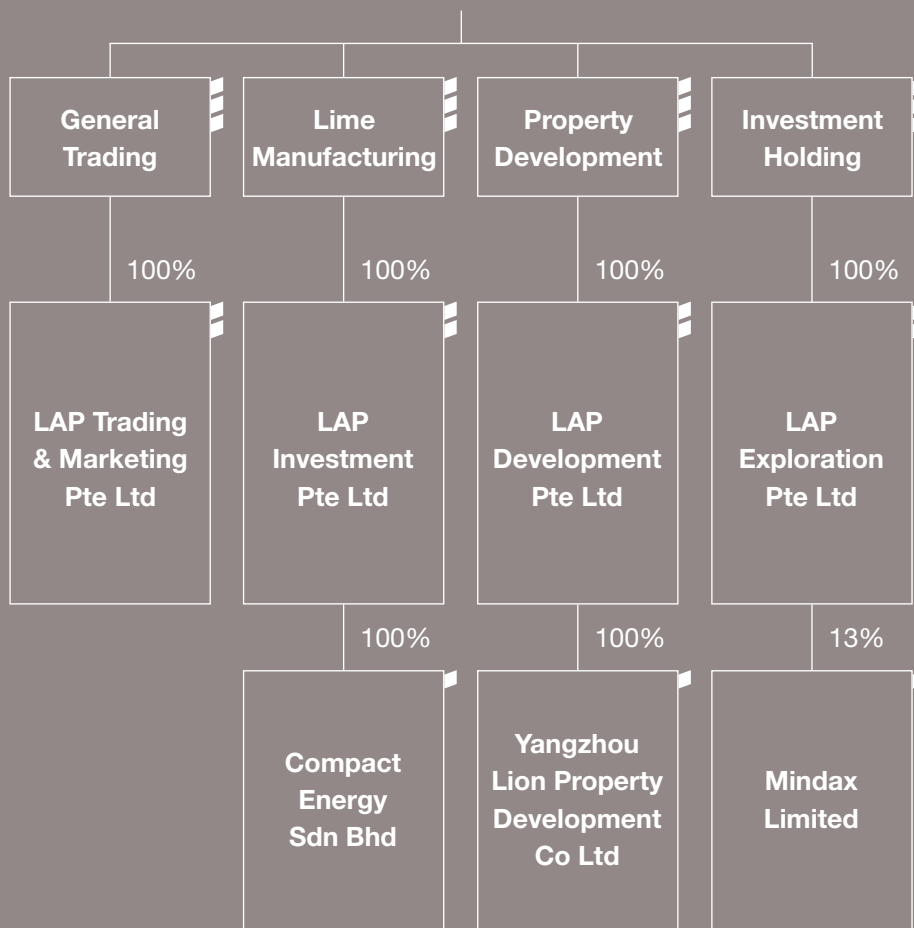 General
Trading
Lime
Manufacturing
Property
Development
Investment
Holding
100%
100%
100%
100%
LAP Trading
& Marketing
Pte Ltd
LAP
Investment
Pte Ltd
LAP
Development
Pte Ltd
LAP
Exploration
Pte Ltd
100%
100%
13%
Compact
Energy
Sdn Bhd
Yangzhou
Lion Property
Development
Co Ltd
Mindax
Limited